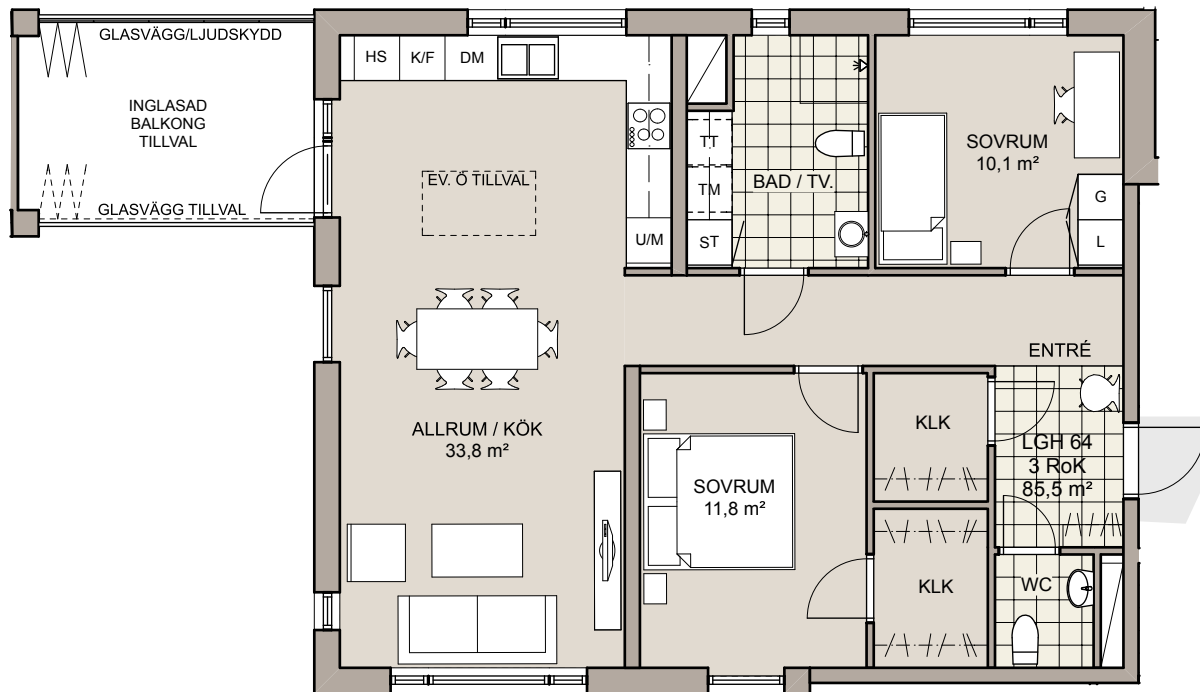 GLASVÄGG/LJUDSKYDD
INGLASAD
BALKONG
TILLVAL
GLASVÄGG TILLVAL
HS
K/F
DM
EV. Ö TILLVAL
U/M
TT
TM
ST
BAD / TV.
SOVRUM
10,1 m²
G
L
ENTRÉ
ALLRUM / KÖK
33,8 m²
SOVRUM
11,8 m²
KLK
KLK
LGH 64
3 RoK
85,5 m²
WC